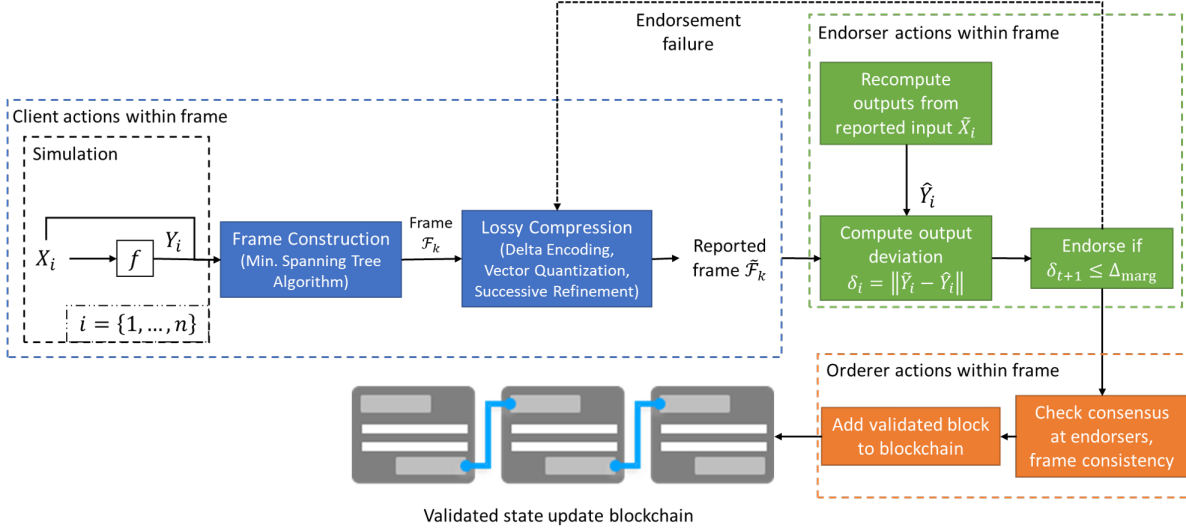 Endorsement
failure
Endorser actions within frame
Recompute
outputs from
reported input X̃ᵢ
Client actions within frame
Simulation
Ŷᵢ
Xᵢ
f
Yᵢ
Frame Construction
(Min. Spanning Tree
Algorithm)
Frame
ℱₖ
Lossy Compression
(Delta Encoding,
Vector Quantization,
Successive Refinement)
Reported
frame ℱ̃ₖ
Compute output
deviation
δᵢ = ‖Ỹᵢ − Ŷᵢ‖
Endorse if
δₜ₊₁ ≤ Δmarg
i = {1, … , n}
Orderer actions within frame
Add validated block
to blockchain
Check consensus
at endorsers,
frame consistency
Validated state update blockchain